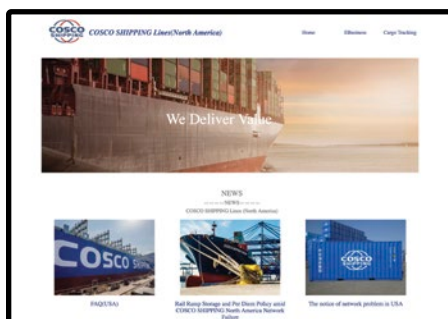 COSCO
SHIPPING
COSCO SHIPPING Lines(North America)
Home
EBusiness
Cargo Tracking
We Deliver Value
NEWS
NEWS
COSCO SHIPPING Lines (North America)
COSCO SHIPPING
COSCO
SHIPPING
FAQ(USA)
Rail Ramp Storage and Per Diem Policy amid
COSCO SHIPPING North America Network
Failure
The notice of network problem in USA